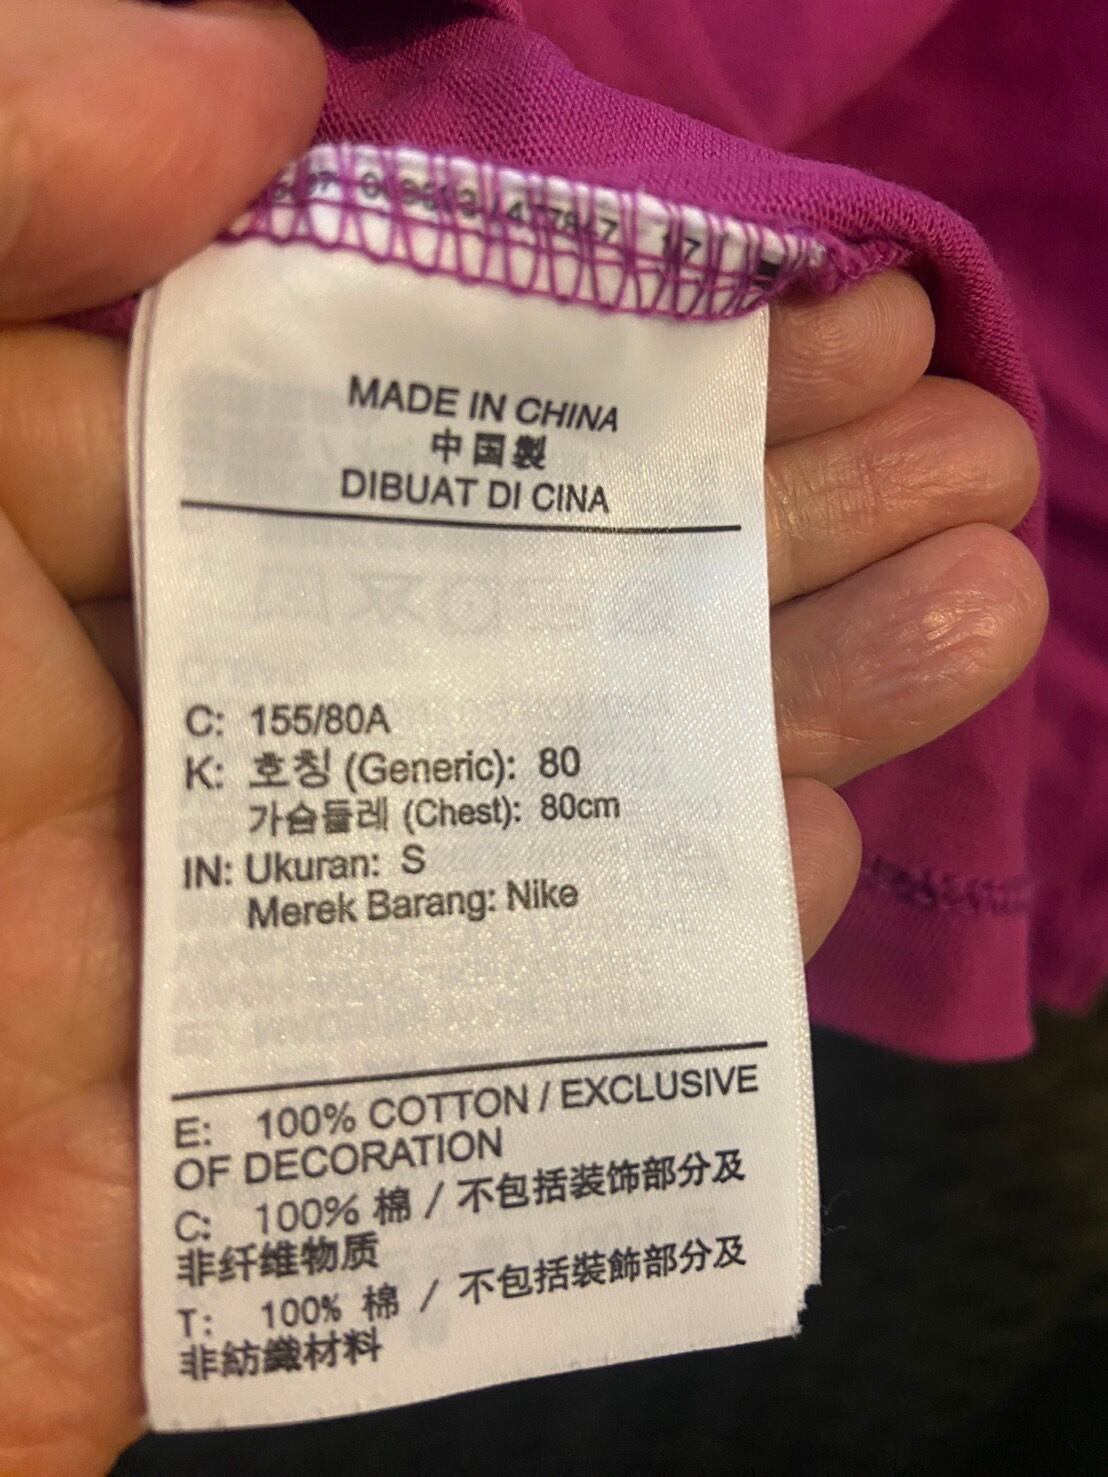 MADE IN CHINA
中国製
DIBUAT DI CINA
C: 155/80A
K: 호칭 (Generic): 80
가슴둘레 (Chest): 80cm
IN: Ukuran: S
Merek Barang: Nike
E: 100% COTTON / EXCLUSIVE
OF DECORATION
C: 100% 棉 / 不包括装饰部分及
非纤维物质
T: 100% 棉 / 不包括裝飾部分及
非紡織材料